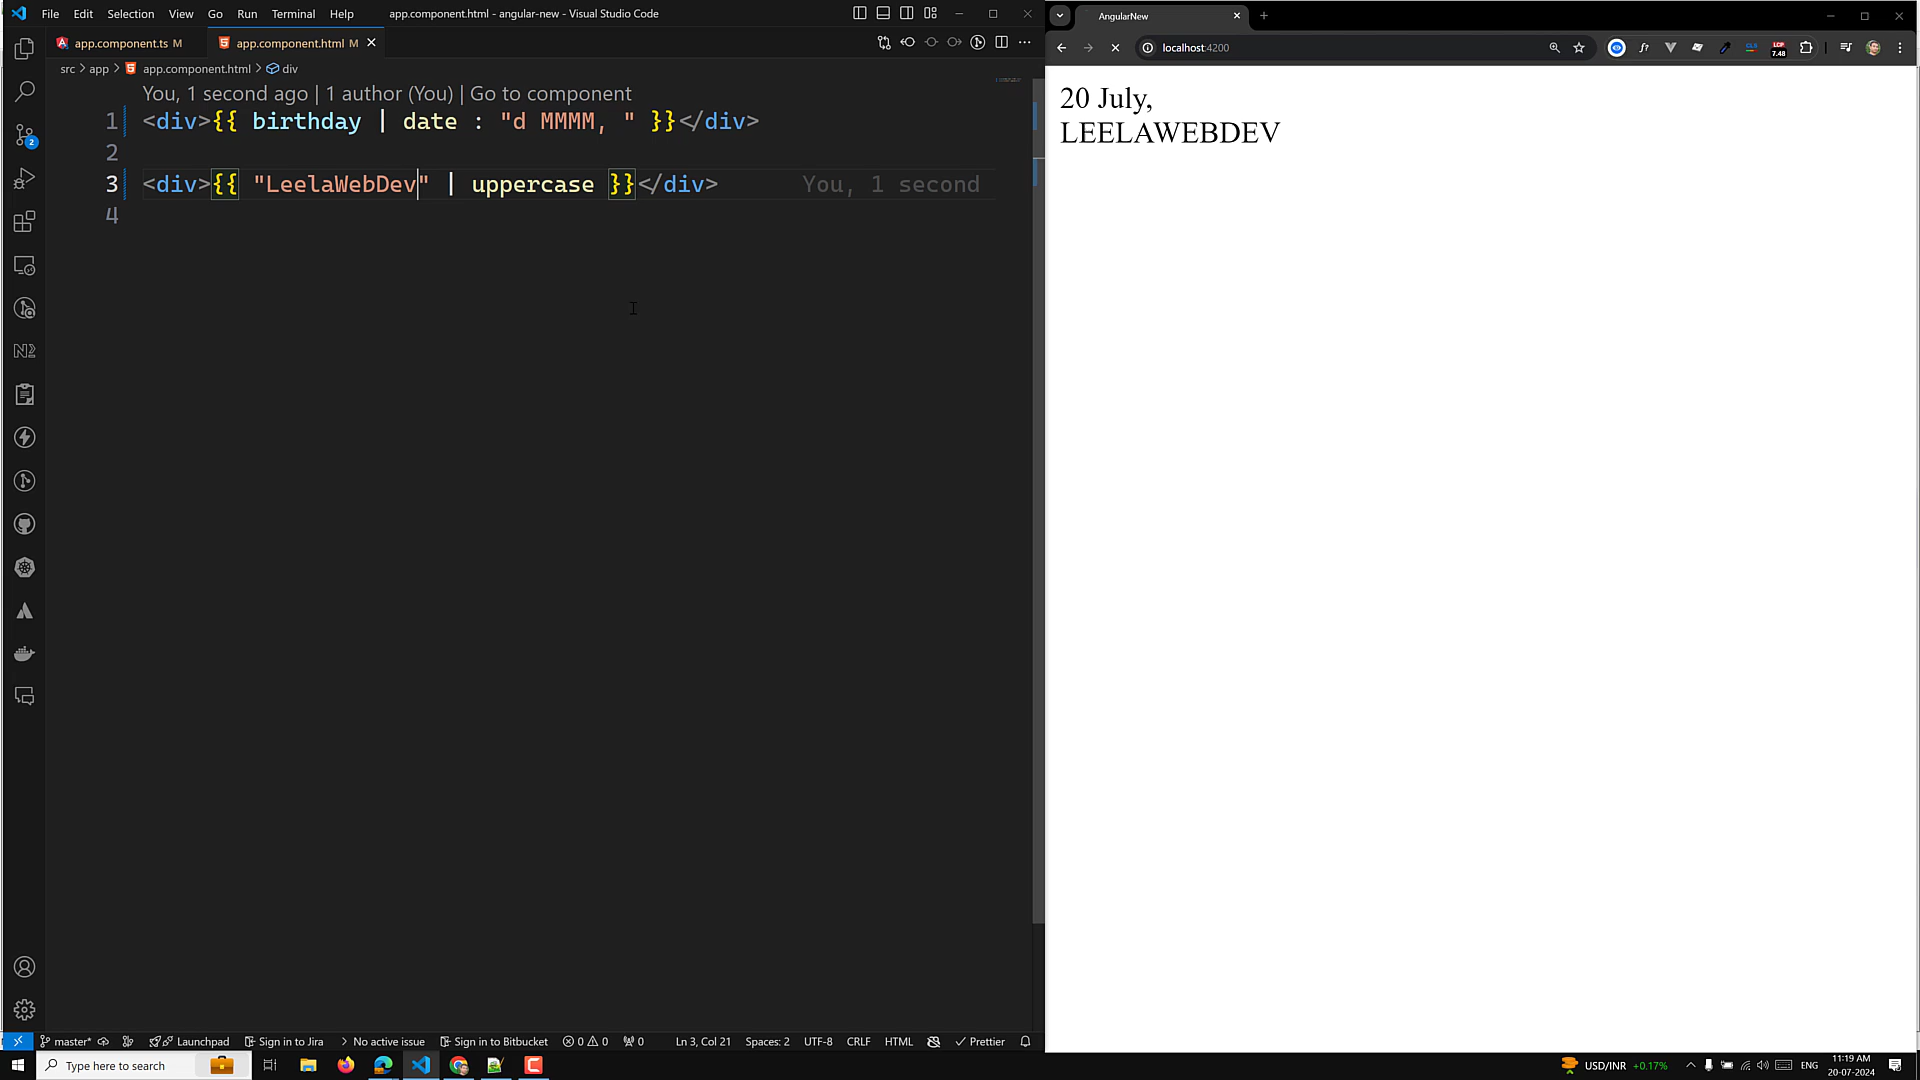 File Edit Selection View Go Run Terminal Help
app.component.html - angular-new - Visual Studio Code
AngularNew
app.component.ts M
app.component.html M
localhost:4200
LCP
7.48
src > app > app.component.html > div
You, 1 second ago | 1 author (You) | Go to component
1 <div>{{ birthday | date : "d MMMM, " }}</div>
2
3 <div>{{ "LeelaWebDev" | uppercase }}</div> You, 1 second
4
20 July,
LEELAWEBDEV
2
master* Launchpad Sign in to Jira No active issue Sign in to Bitbucket 0 0 0 Ln 3, Col 21 Spaces: 2 UTF-8 CRLF HTML Prettier
Type here to search
USD/INR +0.17%
ENG
11:19 AM
20-07-2024